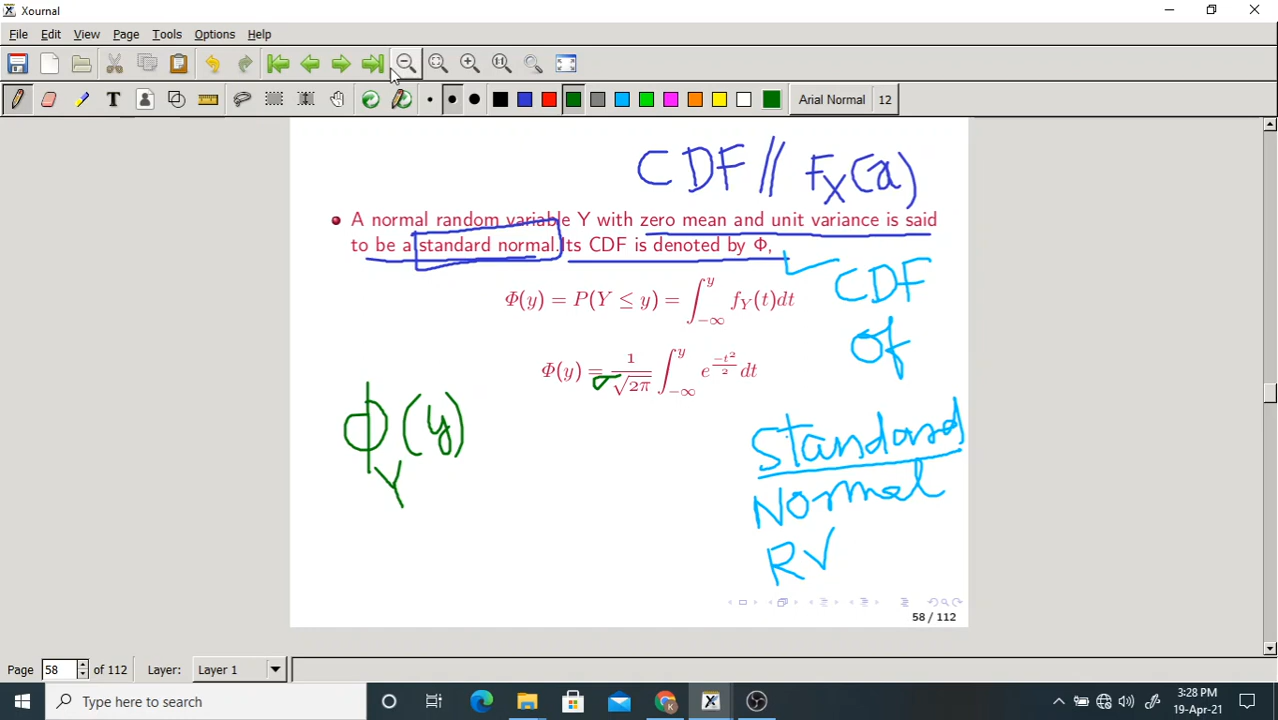 Xournal
File Edit View Page Tools Options Help
T Arial Normal 12
CDF // Fx(a)
A normal random variable Y with zero mean and unit variance is said
to be a standard normal. Its CDF is denoted by Φ,
Φ(y) = P(Y ≤ y) = ∫_{-∞}^{y} f_Y(t)dt
Φ(y) = 1/√2π ∫_{-∞}^{y} e^{-t²/2} dt
CDF
of
Standard
Normal
RV
Φ_Y(y)
58 / 112
Page 58 of 112 Layer: Layer 1
Type here to search
3:28 PM
19-Apr-21